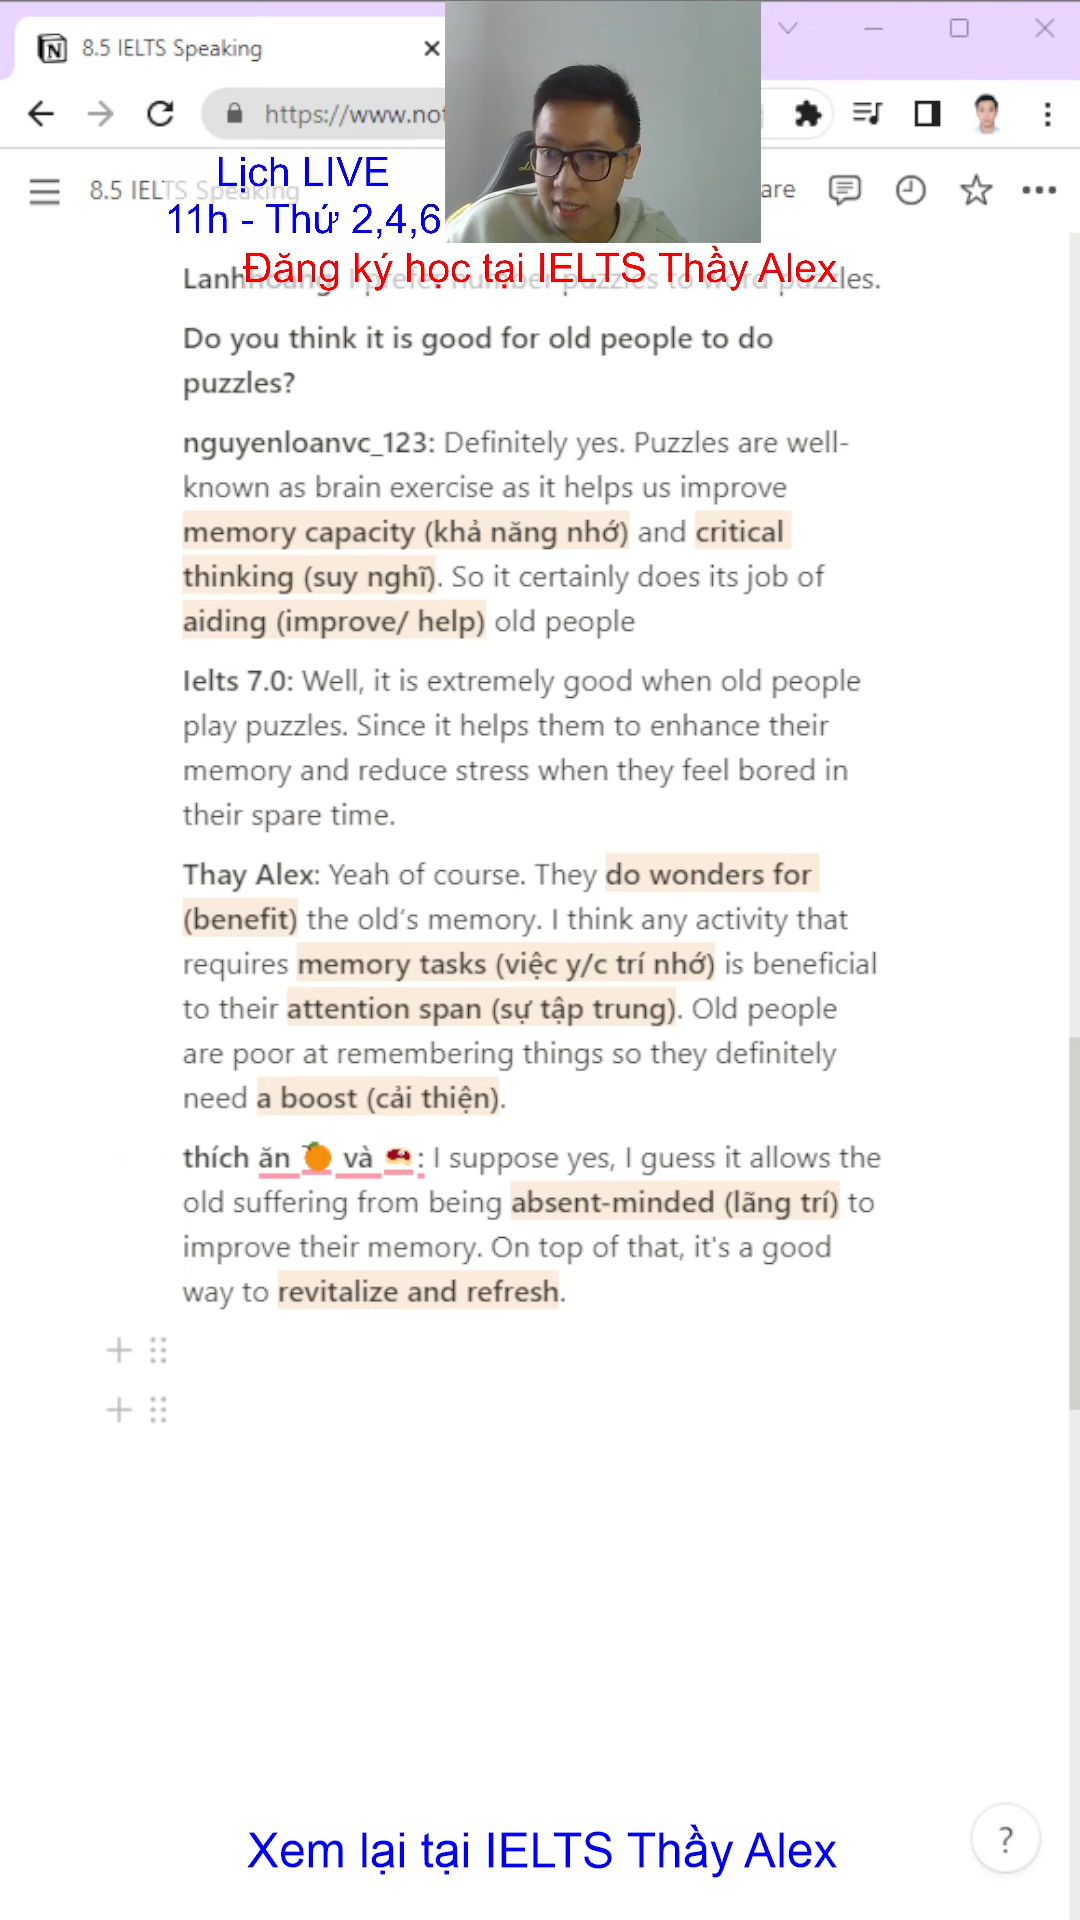 8.5 IELTS Speaking
https://www.not
8.5 IELTS Speaking
are
Lịch LIVE
11h - Thứ 2,4,6
Đăng ký học tại IELTS Thầy Alex
Lanhhoang: I prefer number puzzles to word puzzles.
Do you think it is good for old people to do
puzzles?
nguyenloanvc_123: Definitely yes. Puzzles are well-
known as brain exercise as it helps us improve
memory capacity (khả năng nhớ) and critical
thinking (suy nghĩ). So it certainly does its job of
aiding (improve/ help) old people
Ielts 7.0: Well, it is extremely good when old people
play puzzles. Since it helps them to enhance their
memory and reduce stress when they feel bored in
their spare time.
Thay Alex: Yeah of course. They do wonders for
(benefit) the old’s memory. I think any activity that
requires memory tasks (việc y/c trí nhớ) is beneficial
to their attention span (sự tập trung). Old people
are poor at remembering things so they definitely
need a boost (cải thiện).
thích ăn 🍊 và 🍛: I suppose yes, I guess it allows the
old suffering from being absent-minded (lãng trí) to
improve their memory. On top of that, it's a good
way to revitalize and refresh.
Xem lại tại IELTS Thầy Alex
?